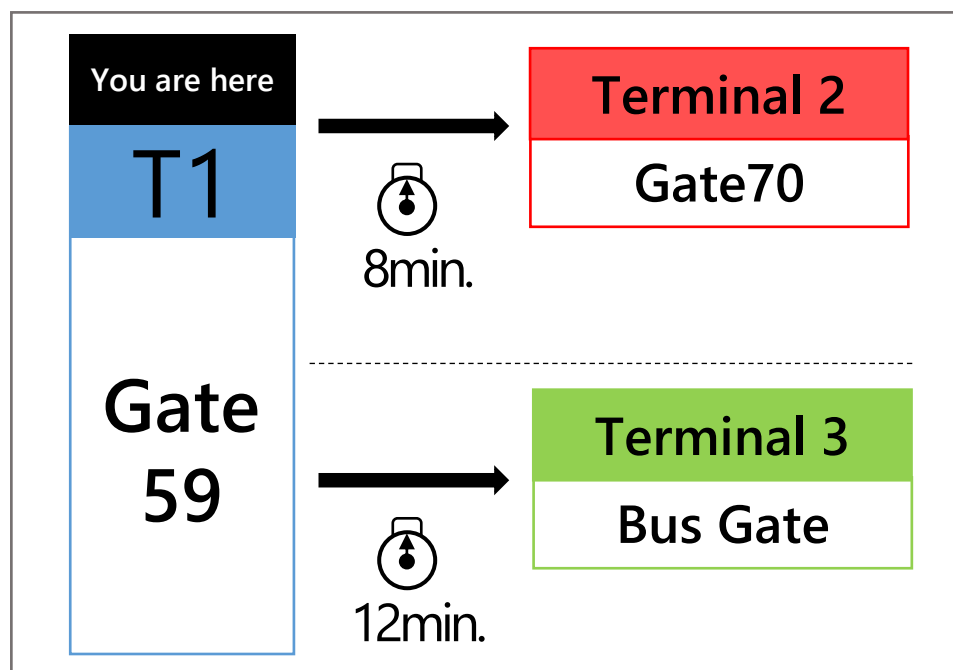 You are here
T1
Gate
59
8min.
Terminal 2
Gate70
12min.
Terminal 3
Bus Gate